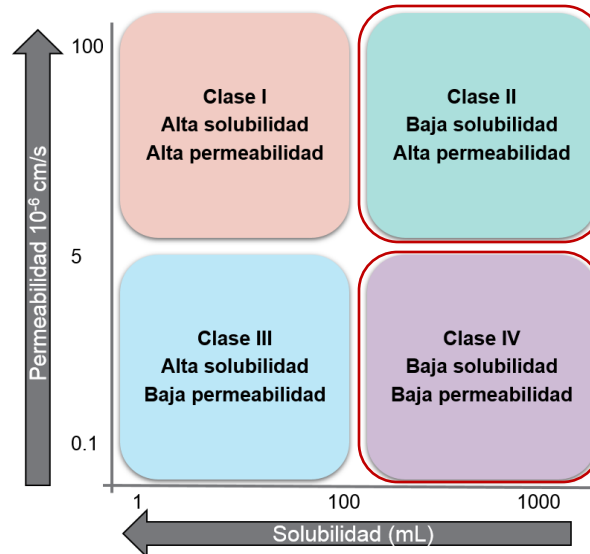 100
Clase I
Alta solubilidad
Alta permeabilidad
Clase II
Baja solubilidad
Alta permeabilidad
Permeabilidad 10⁻⁶ cm/s
5
Clase III
Alta solubilidad
Baja permeabilidad
Clase IV
Baja solubilidad
Baja permeabilidad
0.1
1 100 1000
Solubilidad (mL)